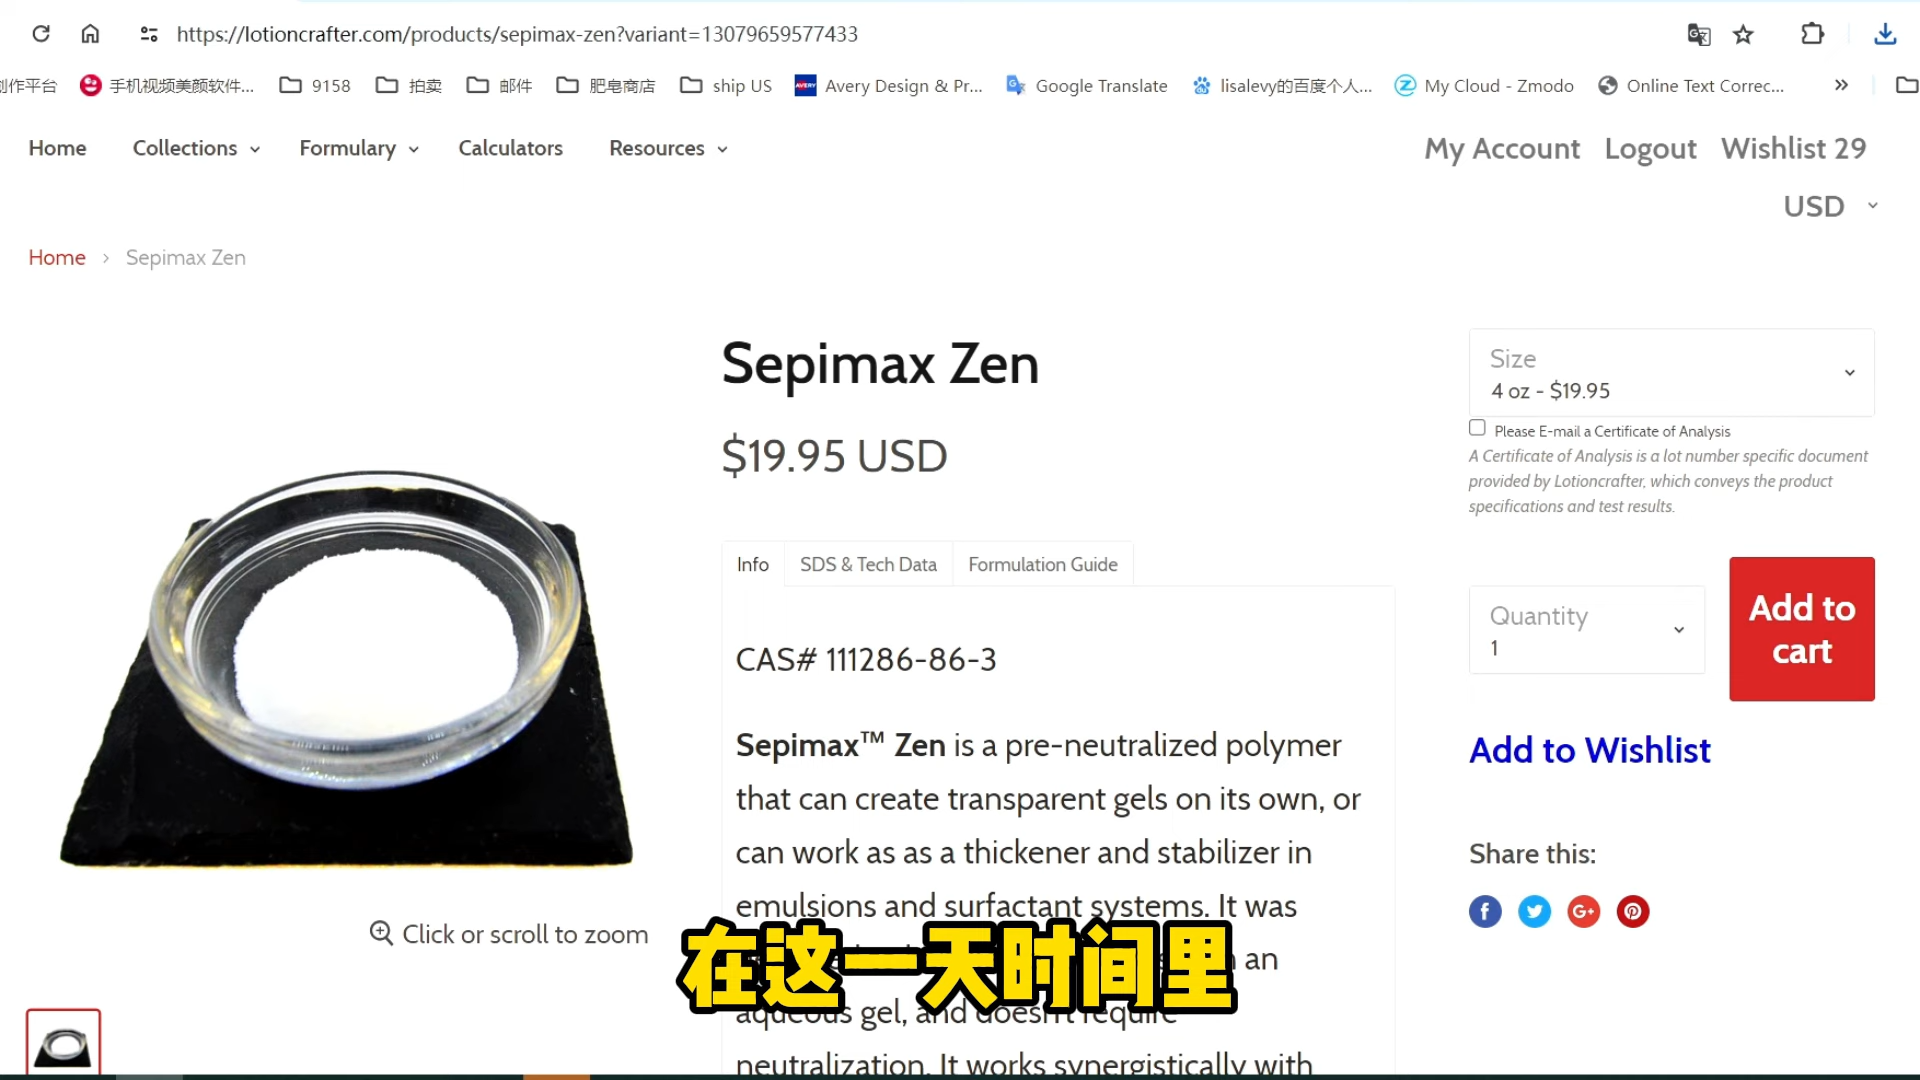 https://lotioncrafter.com/products/sepimax-zen?variant=13079659577433
创作平台 手机视频美颜软件... 9158 拍卖 邮件 肥皂商店 ship US Avery Design & Pr... Google Translate lisalevy的百度个人... My Cloud - Zmodo Online Text Correc... »
Home Collections Formulary Calculators Resources My Account Logout Wishlist 29
USD
Home › Sepimax Zen
Sepimax Zen
$19.95 USD
Info SDS & Tech Data Formulation Guide
CAS# 111286-86-3
Sepimax™ Zen is a pre-neutralized polymer
that can create transparent gels on its own, or
can work as as a thickener and stabilizer in
emulsions and surfactant systems. It was
an
aqueous gel, and doesn't require
neutralization. It works synergistically with
Size
4 oz - $19.95
Please E-mail a Certificate of Analysis
A Certificate of Analysis is a lot number specific document
provided by Lotioncrafter, which conveys the product
specifications and test results.
Quantity
1
Add to
cart
Add to Wishlist
Share this:
Click or scroll to zoom
在这一天时间里